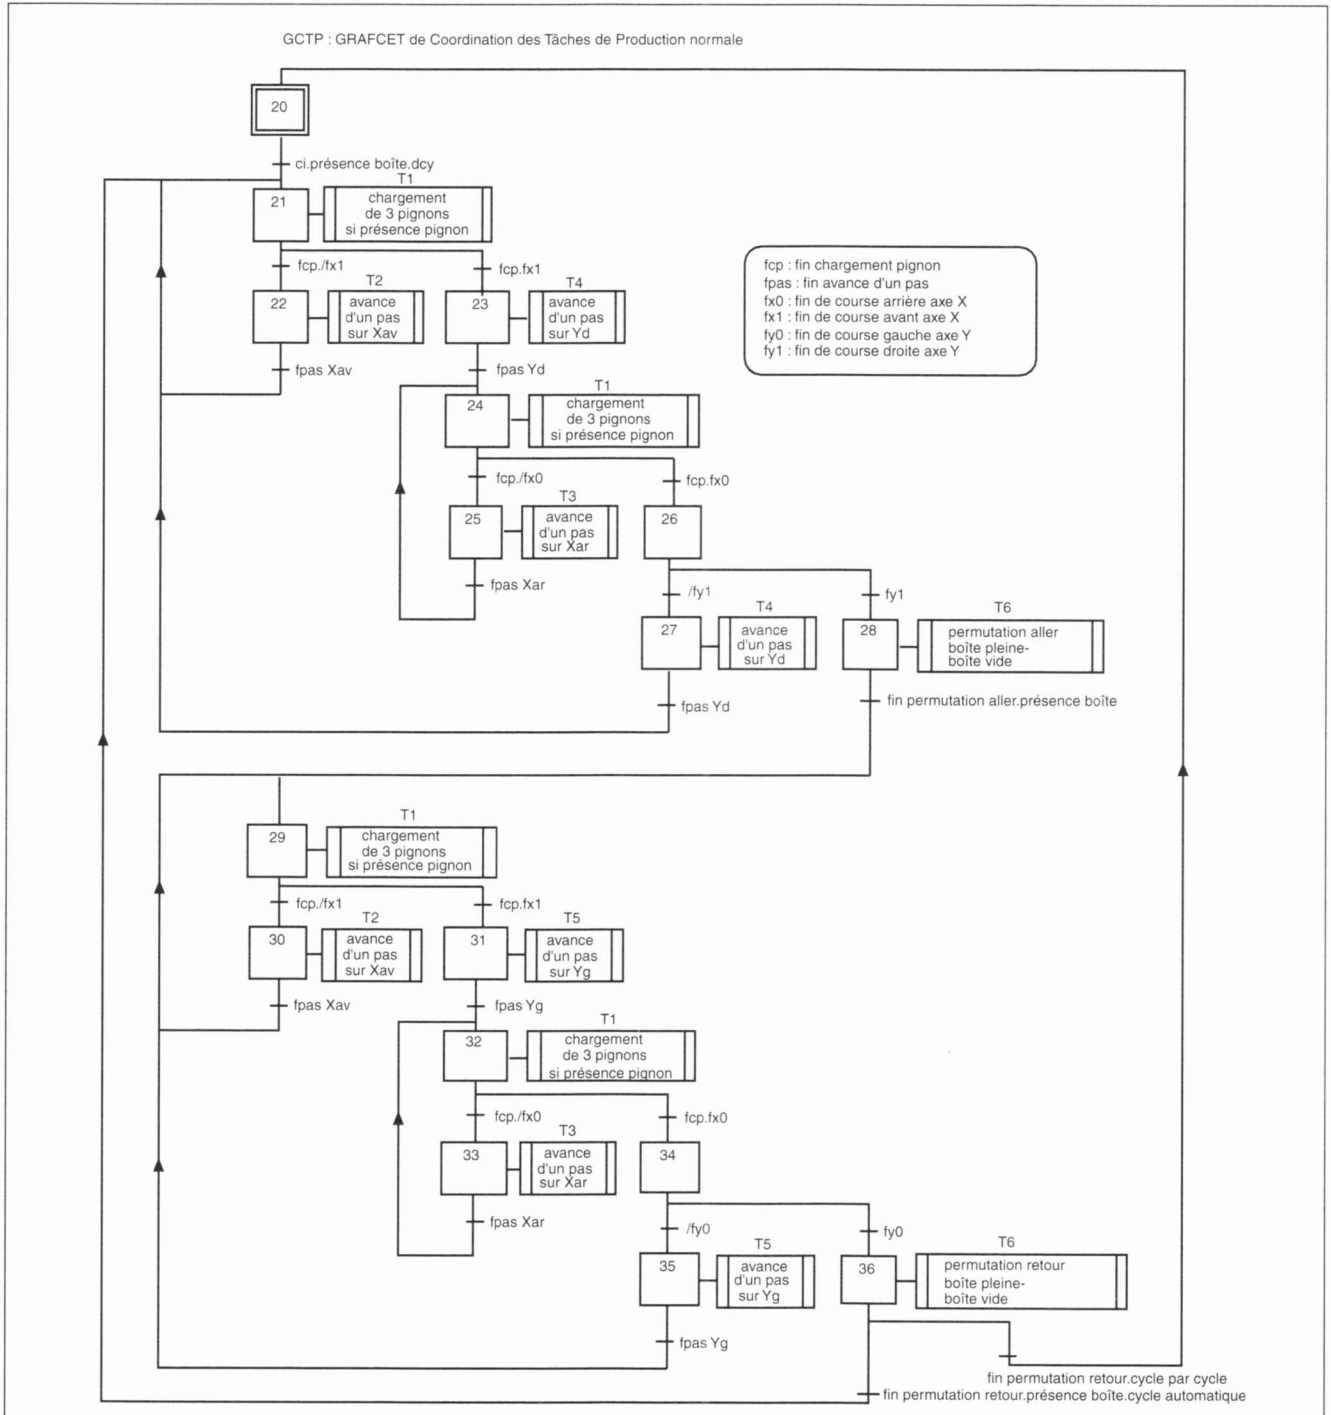 GCTP : GRAFCET de Coordination des Tâches de Production normale
20
ci.présence boîte.dcy
T1
21
chargement
de 3 pignons
si présence pignon
fcp./fx1
fcp.fx1
T2
T4
22
avance
d'un pas
sur Xav
23
avance
d'un pas
sur Yd
fcp : fin chargement pignon
fpas : fin avance d'un pas
fx0 : fin de course arrière axe X
fx1 : fin de course avant axe X
fy0 : fin de course gauche axe Y
fy1 : fin de course droite axe Y
fpas Xav
fpas Yd
T1
24
chargement
de 3 pignons
si présence pignon
fcp./fx0
fcp.fx0
T3
25
avance
d'un pas
sur Xar
26
fpas Xar
/fy1
fy1
T4
T6
27
avance
d'un pas
sur Yd
28
permutation aller
boîte pleine-
boîte vide
fpas Yd
fin permutation aller.présence boîte
T1
29
chargement
de 3 pignons
si présence pignon
fcp./fx1
fcp.fx1
T2
T5
30
avance
d'un pas
sur Xav
31
avance
d'un pas
sur Yg
fpas Xav
fpas Yg
T1
32
chargement
de 3 pignons
si présence pignon
fcp./fx0
fcp.fx0
T3
33
avance
d'un pas
sur Xar
34
fpas Xar
/fy0
fy0
T5
T6
35
avance
d'un pas
sur Yg
36
permutation retour
boîte pleine-
boîte vide
fpas Yg
fin permutation retour.cycle par cycle
fin permutation retour.présence boîte.cycle automatique